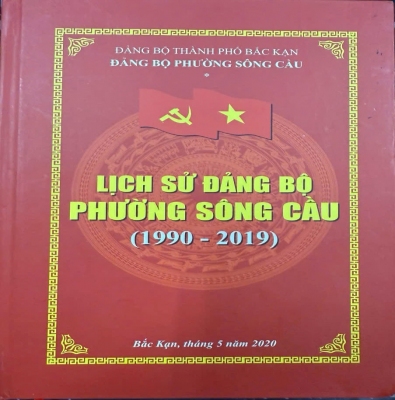 ĐẢNG BỘ THÀNH PHỐ BẮC KẠN
ĐẢNG BỘ PHƯỜNG SÔNG CẦU
*
LỊCH SỬ ĐẢNG BỘ
PHƯỜNG SÔNG CẦU
(1990 - 2019)
Bắc Kạn, tháng 5 năm 2020